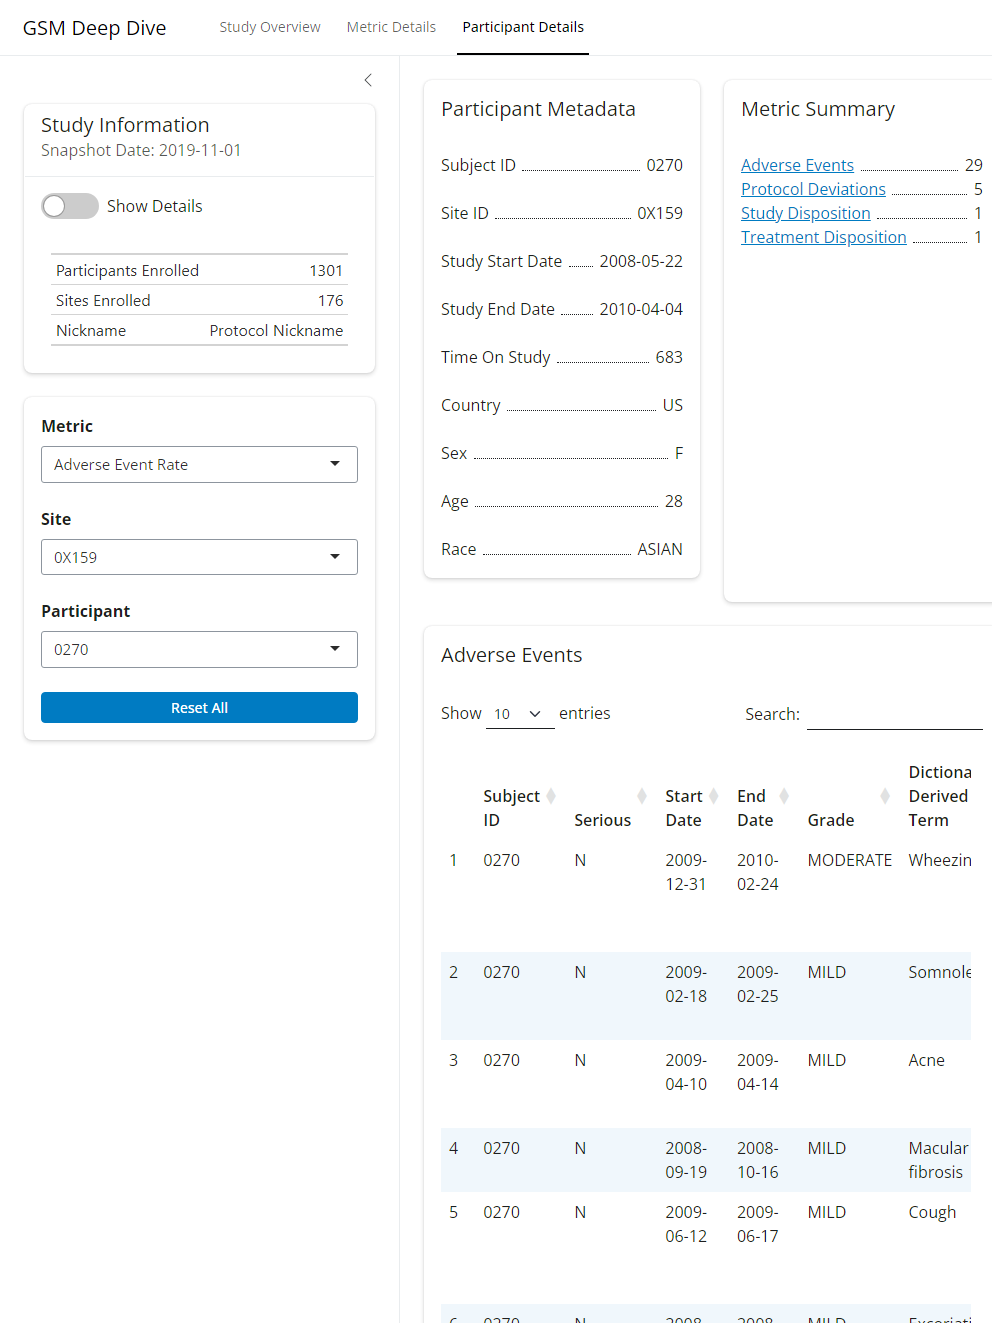 GSM Deep Dive
Study Overview
Metric Details
Participant Details
Study Information
Snapshot Date: 2019-11-01
Show Details
Participants Enrolled 1301
Sites Enrolled 176
Nickname Protocol Nickname
Metric
Adverse Event Rate
Site
0X159
Participant
0270
Reset All
Participant Metadata
Subject ID 0270
Site ID 0X159
Study Start Date 2008-05-22
Study End Date 2010-04-04
Time On Study 683
Country US
Sex F
Age 28
Race ASIAN
Metric Summary
Adverse Events 29
Protocol Deviations 5
Study Disposition 1
Treatment Disposition 1
Adverse Events
Show 10 entries
Search:
Dictiona
Subject Start End Derived
ID Serious Date Date Grade Term
1 0270 N 2009- 2010- MODERATE Wheezin
12-31 02-24
2 0270 N 2009- 2009- MILD Somnole
02-18 02-25
3 0270 N 2009- 2009- MILD Acne
04-10 04-14
4 0270 N 2008- 2008- MILD Macular
09-19 10-16 fibrosis
5 0270 N 2009- 2009- MILD Cough
06-12 06-17